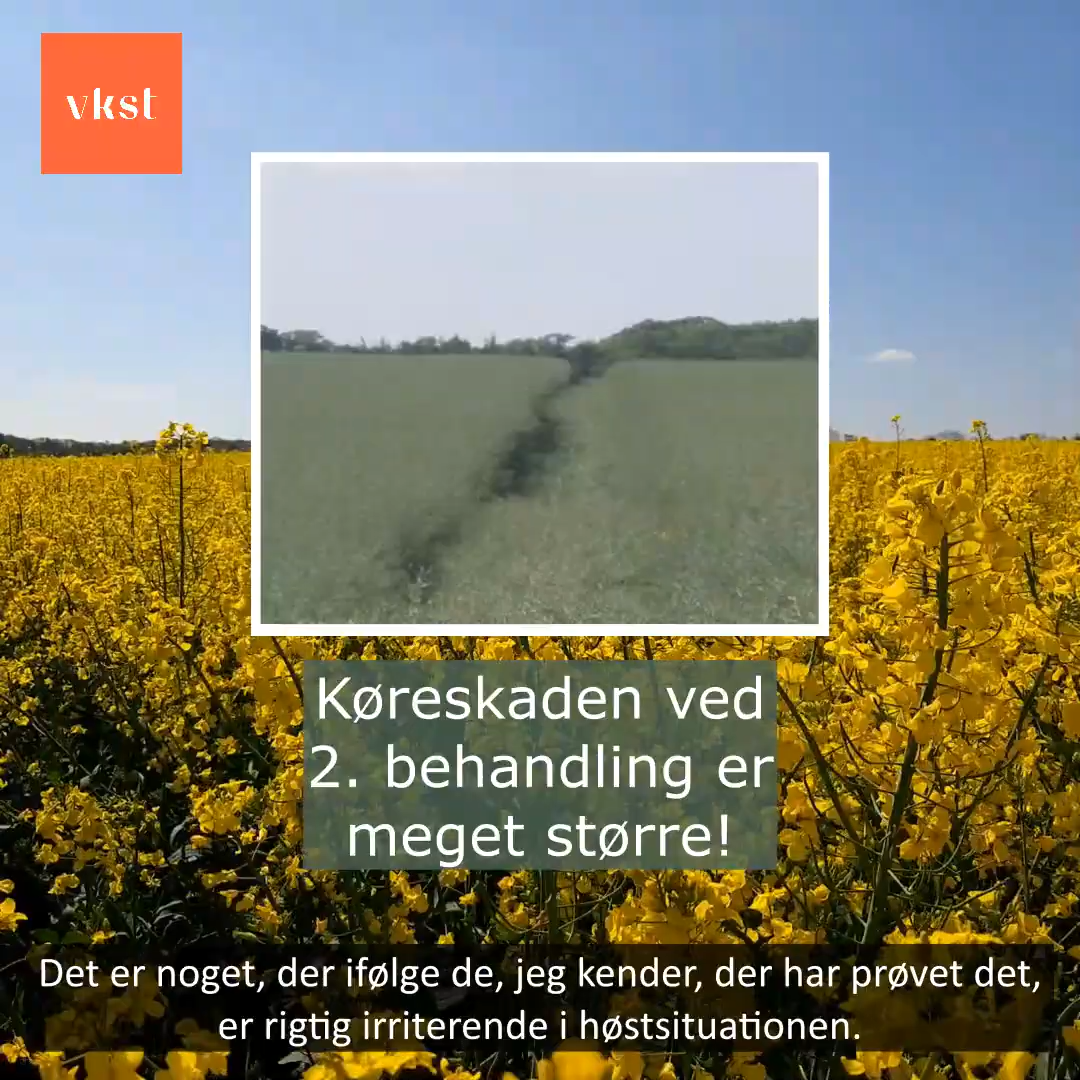 vkst
Køreskaden ved
2. behandling er
meget større!
Det er noget, der ifølge de, jeg kender, der har prøvet det,
er rigtig irriterende i høstsituationen.